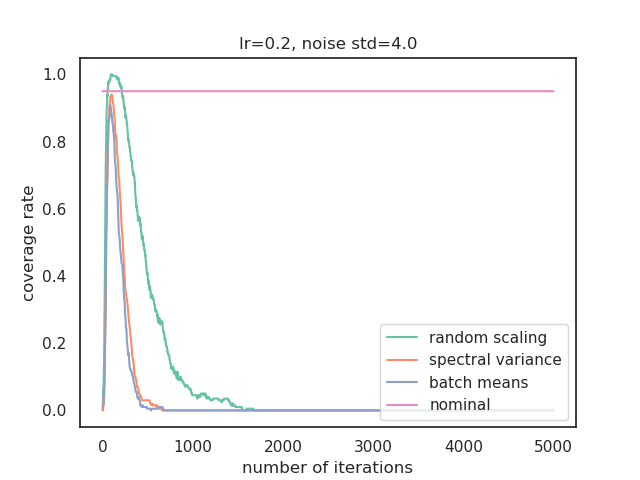 lr=0.2, noise std=4.0
coverage rate
1.0
0.8
0.6
0.4
0.2
0.0
random scaling
spectral variance
batch means
nominal
0 1000 2000 3000 4000 5000
number of iterations